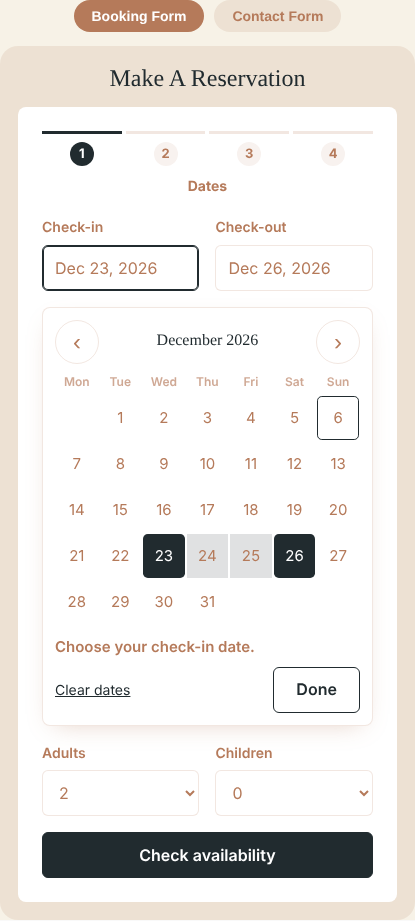 Booking Form Contact Form
Make A Reservation
1 2 3 4
Dates
Check-in Check-out
Dec 23, 2026 Dec 26, 2026
‹ December 2026 ›
Mon Tue Wed Thu Fri Sat Sun
1 2 3 4 5 6
7 8 9 10 11 12 13
14 15 16 17 18 19 20
21 22 23 24 25 26 27
28 29 30 31
Choose your check-in date.
Clear dates Done
Adults Children
2 0
Check availability